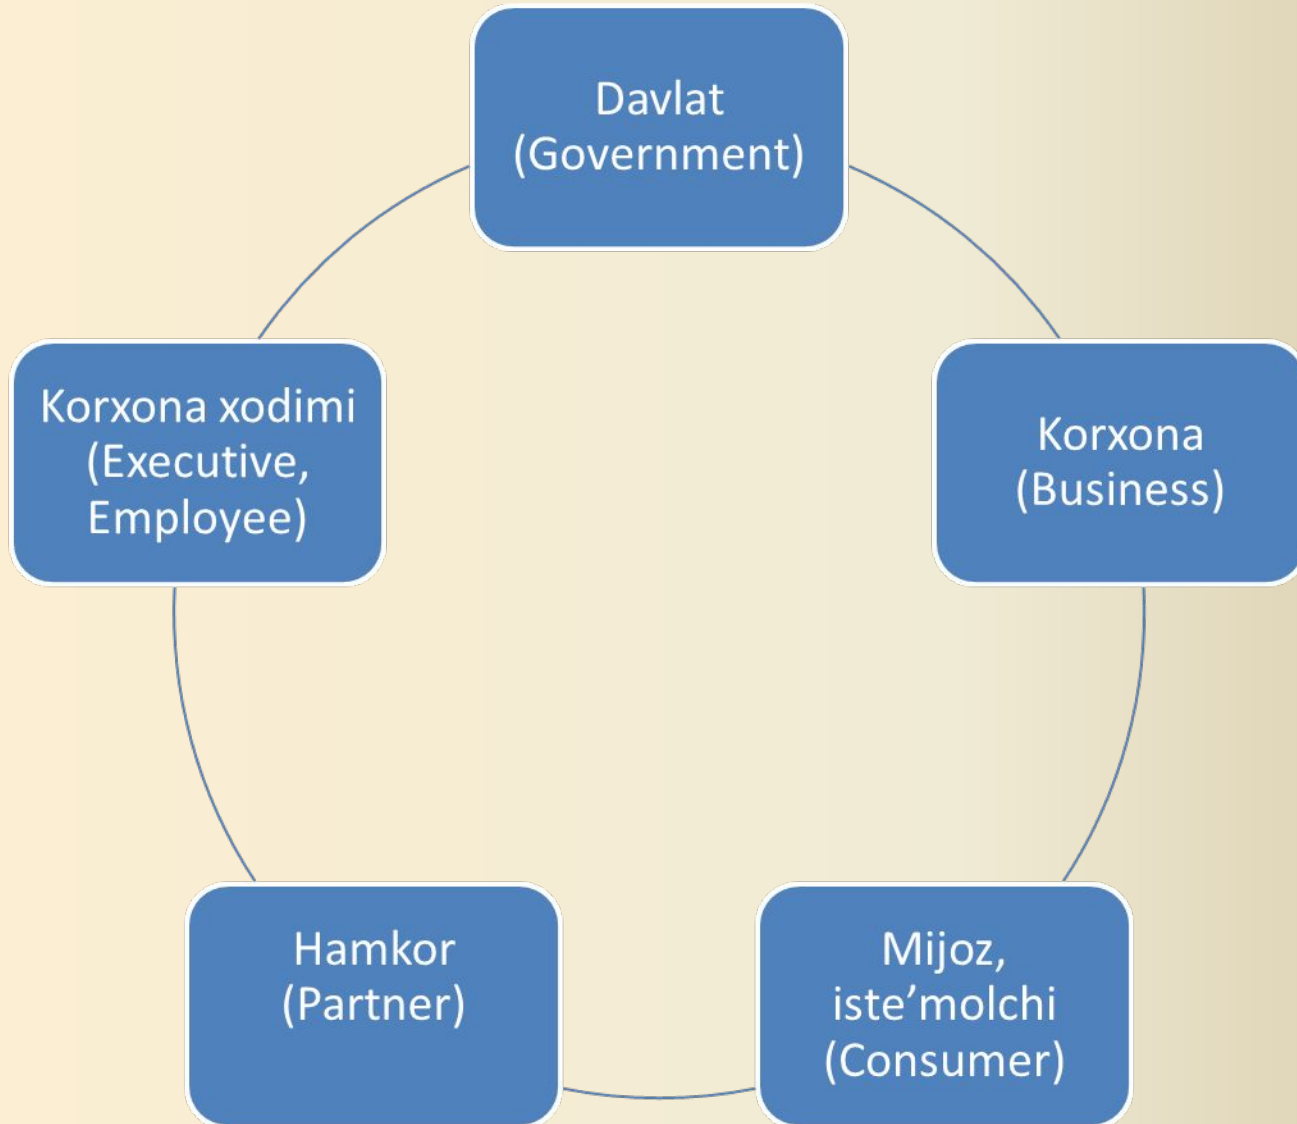 Davlat
(Government)
Korxona xodimi
(Executive,
Employee)
Korxona
(Business)
Hamkor
(Partner)
Mijoz,
iste’molchi
(Consumer)